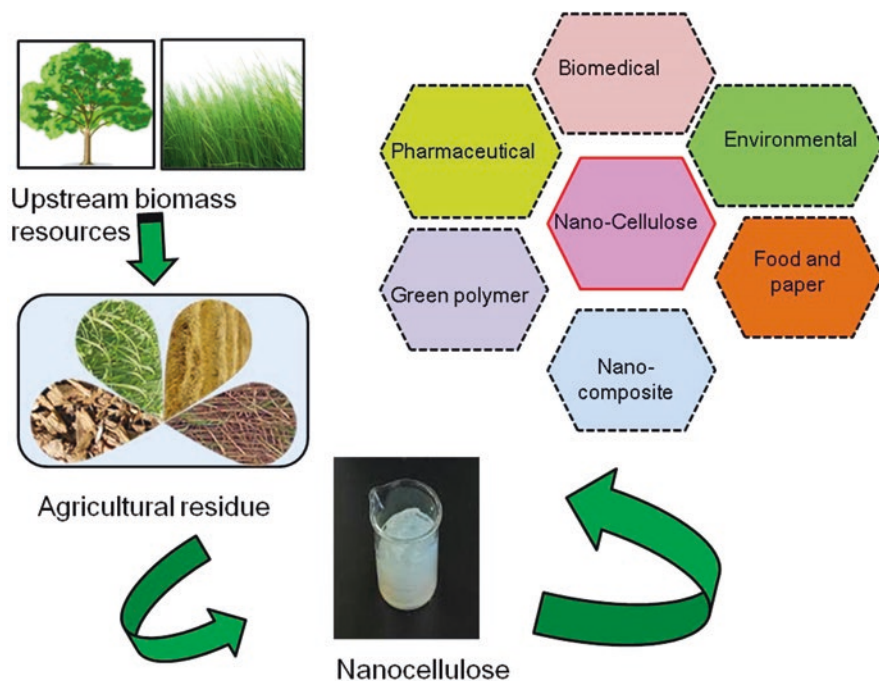 Upstream biomass
resources
Agricultural residue
Nanocellulose
Biomedical
Pharmaceutical
Environmental
Nano-Cellulose
Green polymer
Food and
paper
Nano-
composite